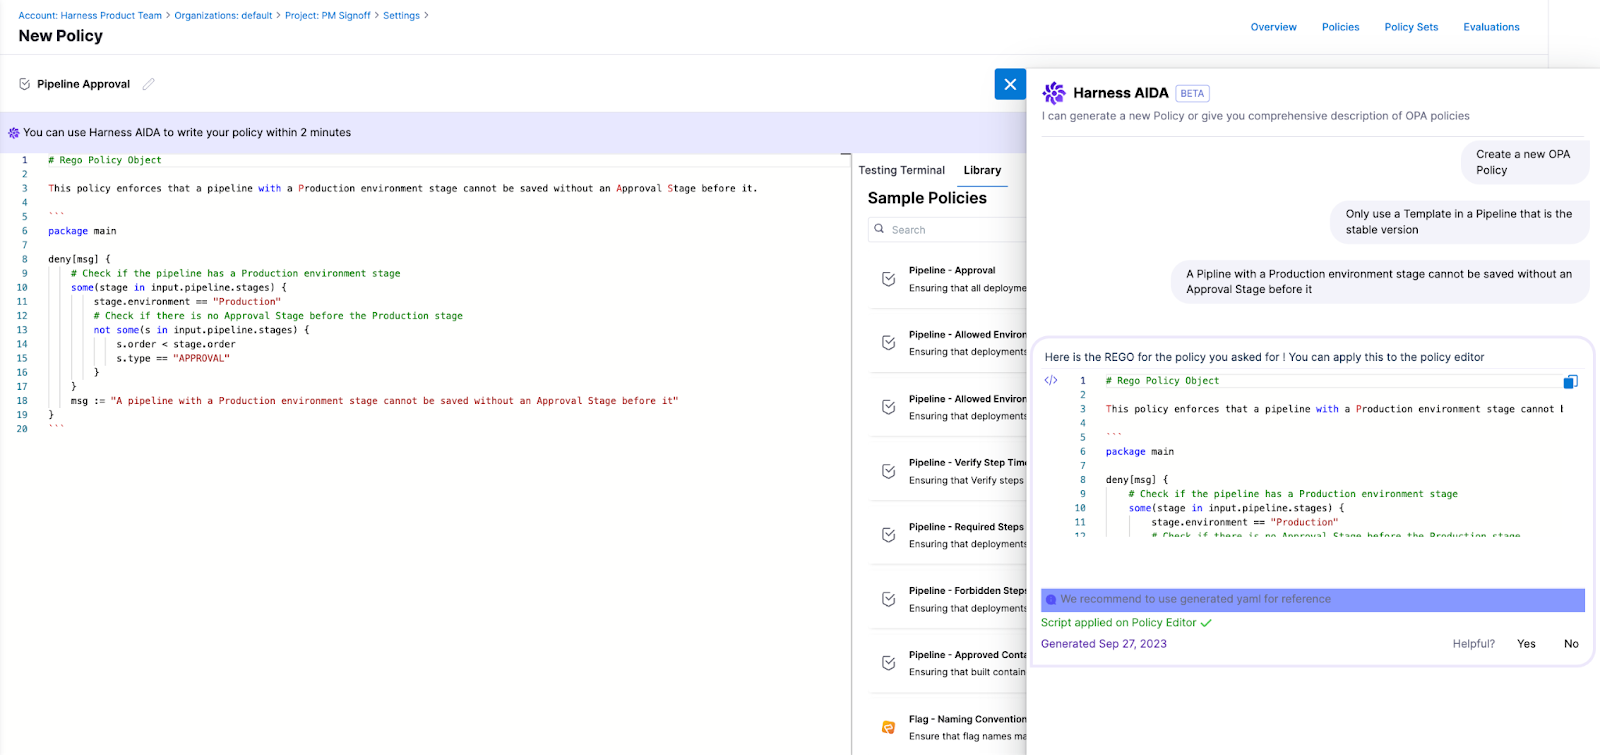 Account: Harness Product Team > Organizations: default > Project: PM Signoff > Settings >
New Policy
Overview Policies Policy Sets Evaluations
Pipeline Approval
You can use Harness AIDA to write your policy within 2 minutes
1 # Rego Policy Object
2
3 This policy enforces that a pipeline with a Production environment stage cannot be saved without an Approval Stage before it.
4
5 ```
6 package main
7
8 deny[msg] {
9 # Check if the pipeline has a Production environment stage
10 some(stage in input.pipeline.stages) {
11 stage.environment == "Production"
12 # Check if there is no Approval Stage before the Production stage
13 not some(s in input.pipeline.stages) {
14 s.order < stage.order
15 s.type == "APPROVAL"
16 }
17 }
18 msg := "A pipeline with a Production environment stage cannot be saved without an Approval Stage before it"
19 }
20 ```
Testing Terminal Library
Sample Policies
Search
Pipeline - Approval
Ensuring that all deployme
Pipeline - Allowed Environ
Ensuring that deployments
Pipeline - Allowed Environ
Ensuring that deployments
Pipeline - Verify Step Time
Ensuring that Verify steps
Pipeline - Required Steps
Ensuring that deployments
Pipeline - Forbidden Steps
Ensuring that deployments
Pipeline - Approved Conta
Ensuring that built contain
Flag - Naming Convention
Ensure that flag names ma
Harness AIDA BETA
I can generate a new Policy or give you comprehensive description of OPA policies
Create a new OPA
Policy
Only use a Template in a Pipeline that is the
stable version
A Pipline with a Production environment stage cannot be saved without an
Approval Stage before it
Here is the REGO for the policy you asked for ! You can apply this to the policy editor
</> 1 # Rego Policy Object
2
3 This policy enforces that a pipeline with a Production environment stage cannot
4
5 ```
6 package main
7
8 deny[msg] {
9 # Check if the pipeline has a Production environment stage
10 some(stage in input.pipeline.stages) {
11 stage.environment == "Production"
12 # Check if there is no Approval Stage before the Production stage
We recommend to use generated yaml for reference
Script applied on Policy Editor ✓
Generated Sep 27, 2023 Helpful? Yes No